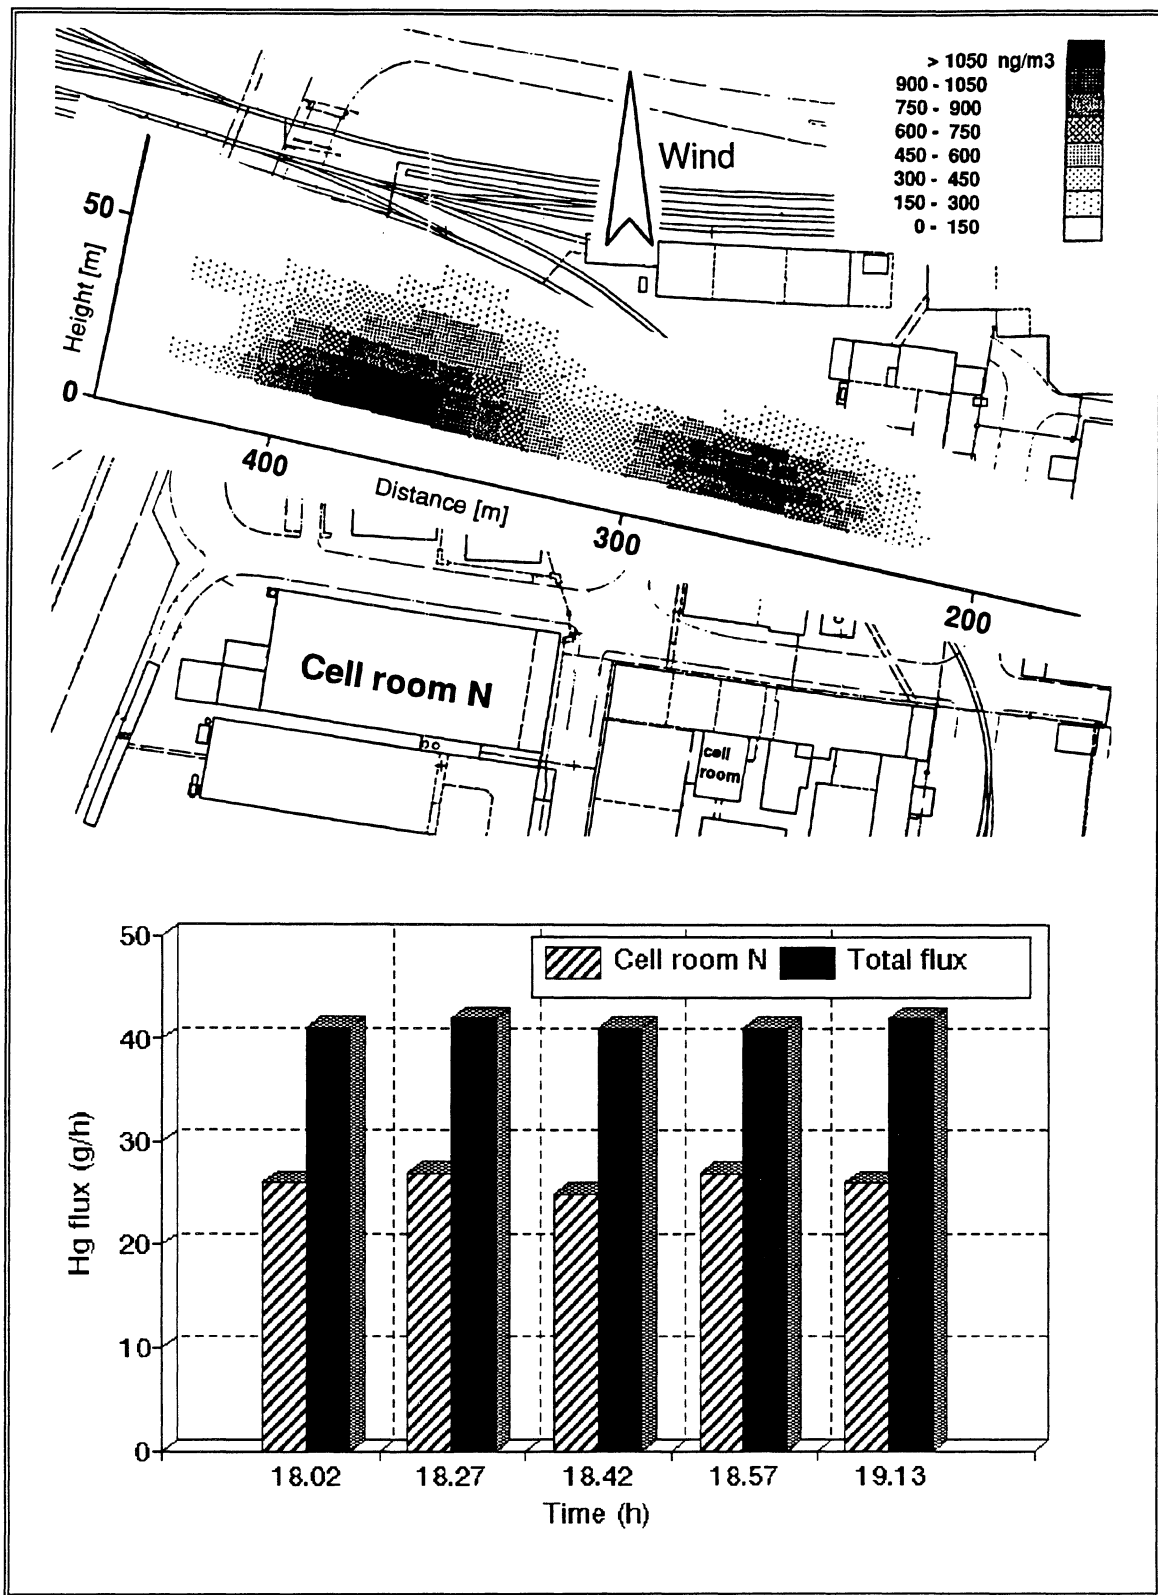 > 1050 ng/m3
900 - 1050
750 - 900
600 - 750
450 - 600
300 - 450
150 - 300
0 - 150
Wind
50
Height [m]
0
400
Distance [m]
300
200
Cell room N
cell
room
50
40
30
20
10
0
Hg flux (g/h)
Cell room N
Total flux
18.02
18.27
18.42
18.57
19.13
Time (h)